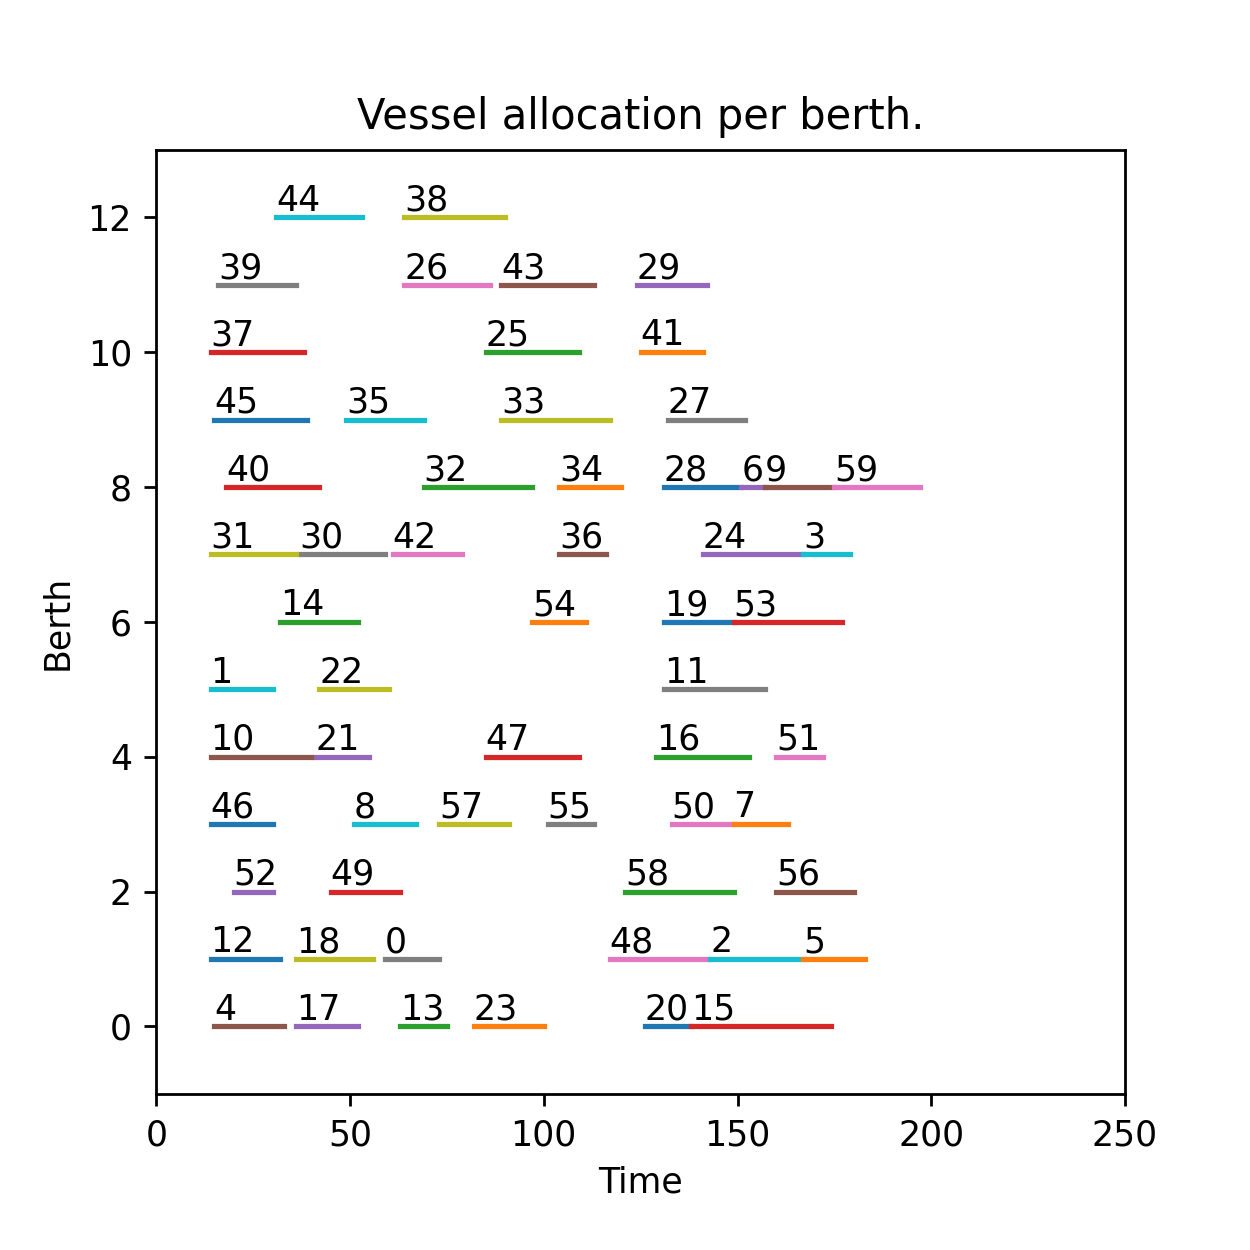 Vessel allocation per berth.
12 44 38
39 26 43 29
10 37 25 41
45 35 33 27
8 40 32 34 28 6 9 59
31 30 42 36 24 3
6 14 54 19 53
1 22 11
4 10 21 47 16 51
46 8 57 55 50 7
2 52 49 58 56
12 18 0 48 2 5
0 4 17 13 23 20 15
0 50 100 150 200 250
Time
Berth